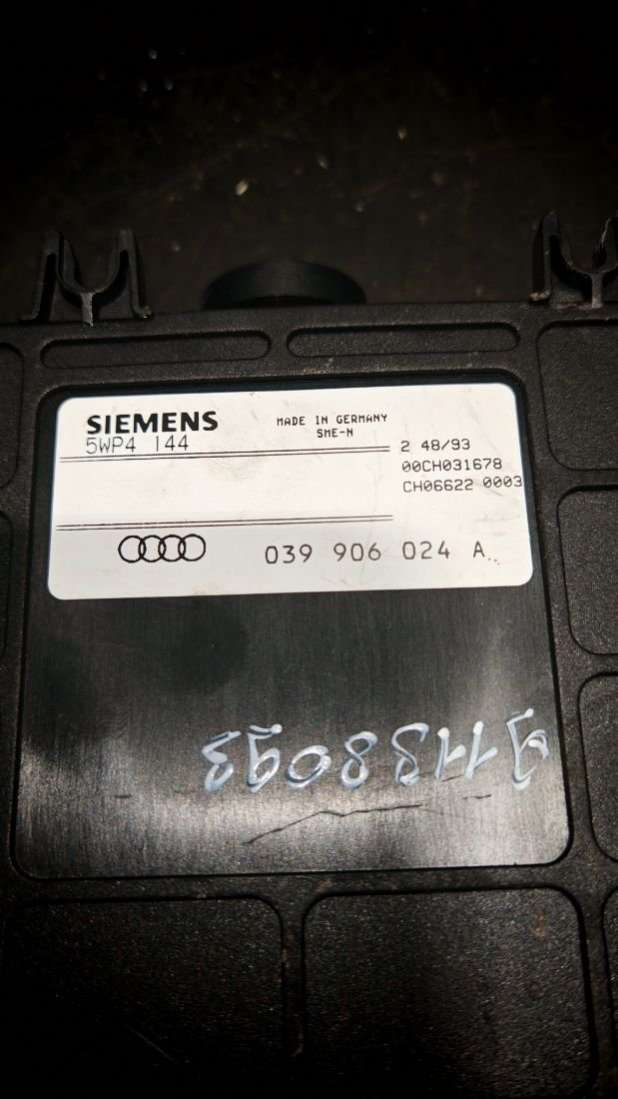 SIEMENS
5WP4 144
MADE IN GERMANY
SME-N
2 48/93
00CH031678
CH06622 0003
039 906 024 A